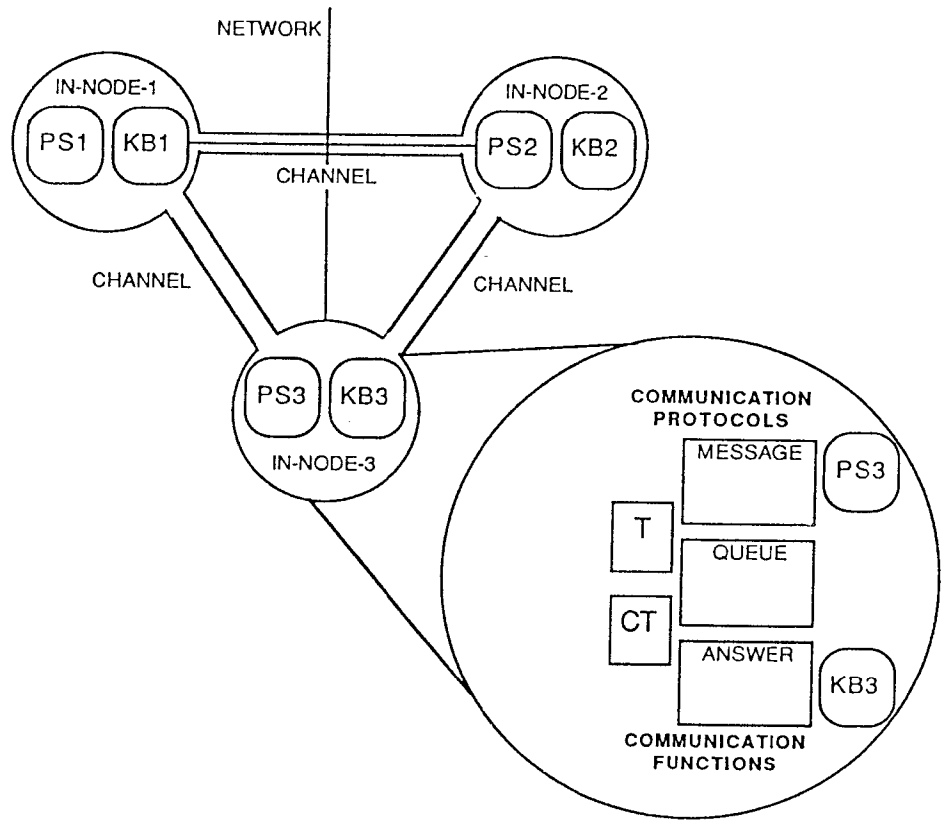 NETWORK
IN-NODE-1
PS1
KB1
IN-NODE-2
PS2
KB2
CHANNEL
CHANNEL
CHANNEL
PS3
KB3
IN-NODE-3
COMMUNICATION
PROTOCOLS
MESSAGE
PS3
T
QUEUE
CT
ANSWER
KB3
COMMUNICATION
FUNCTIONS